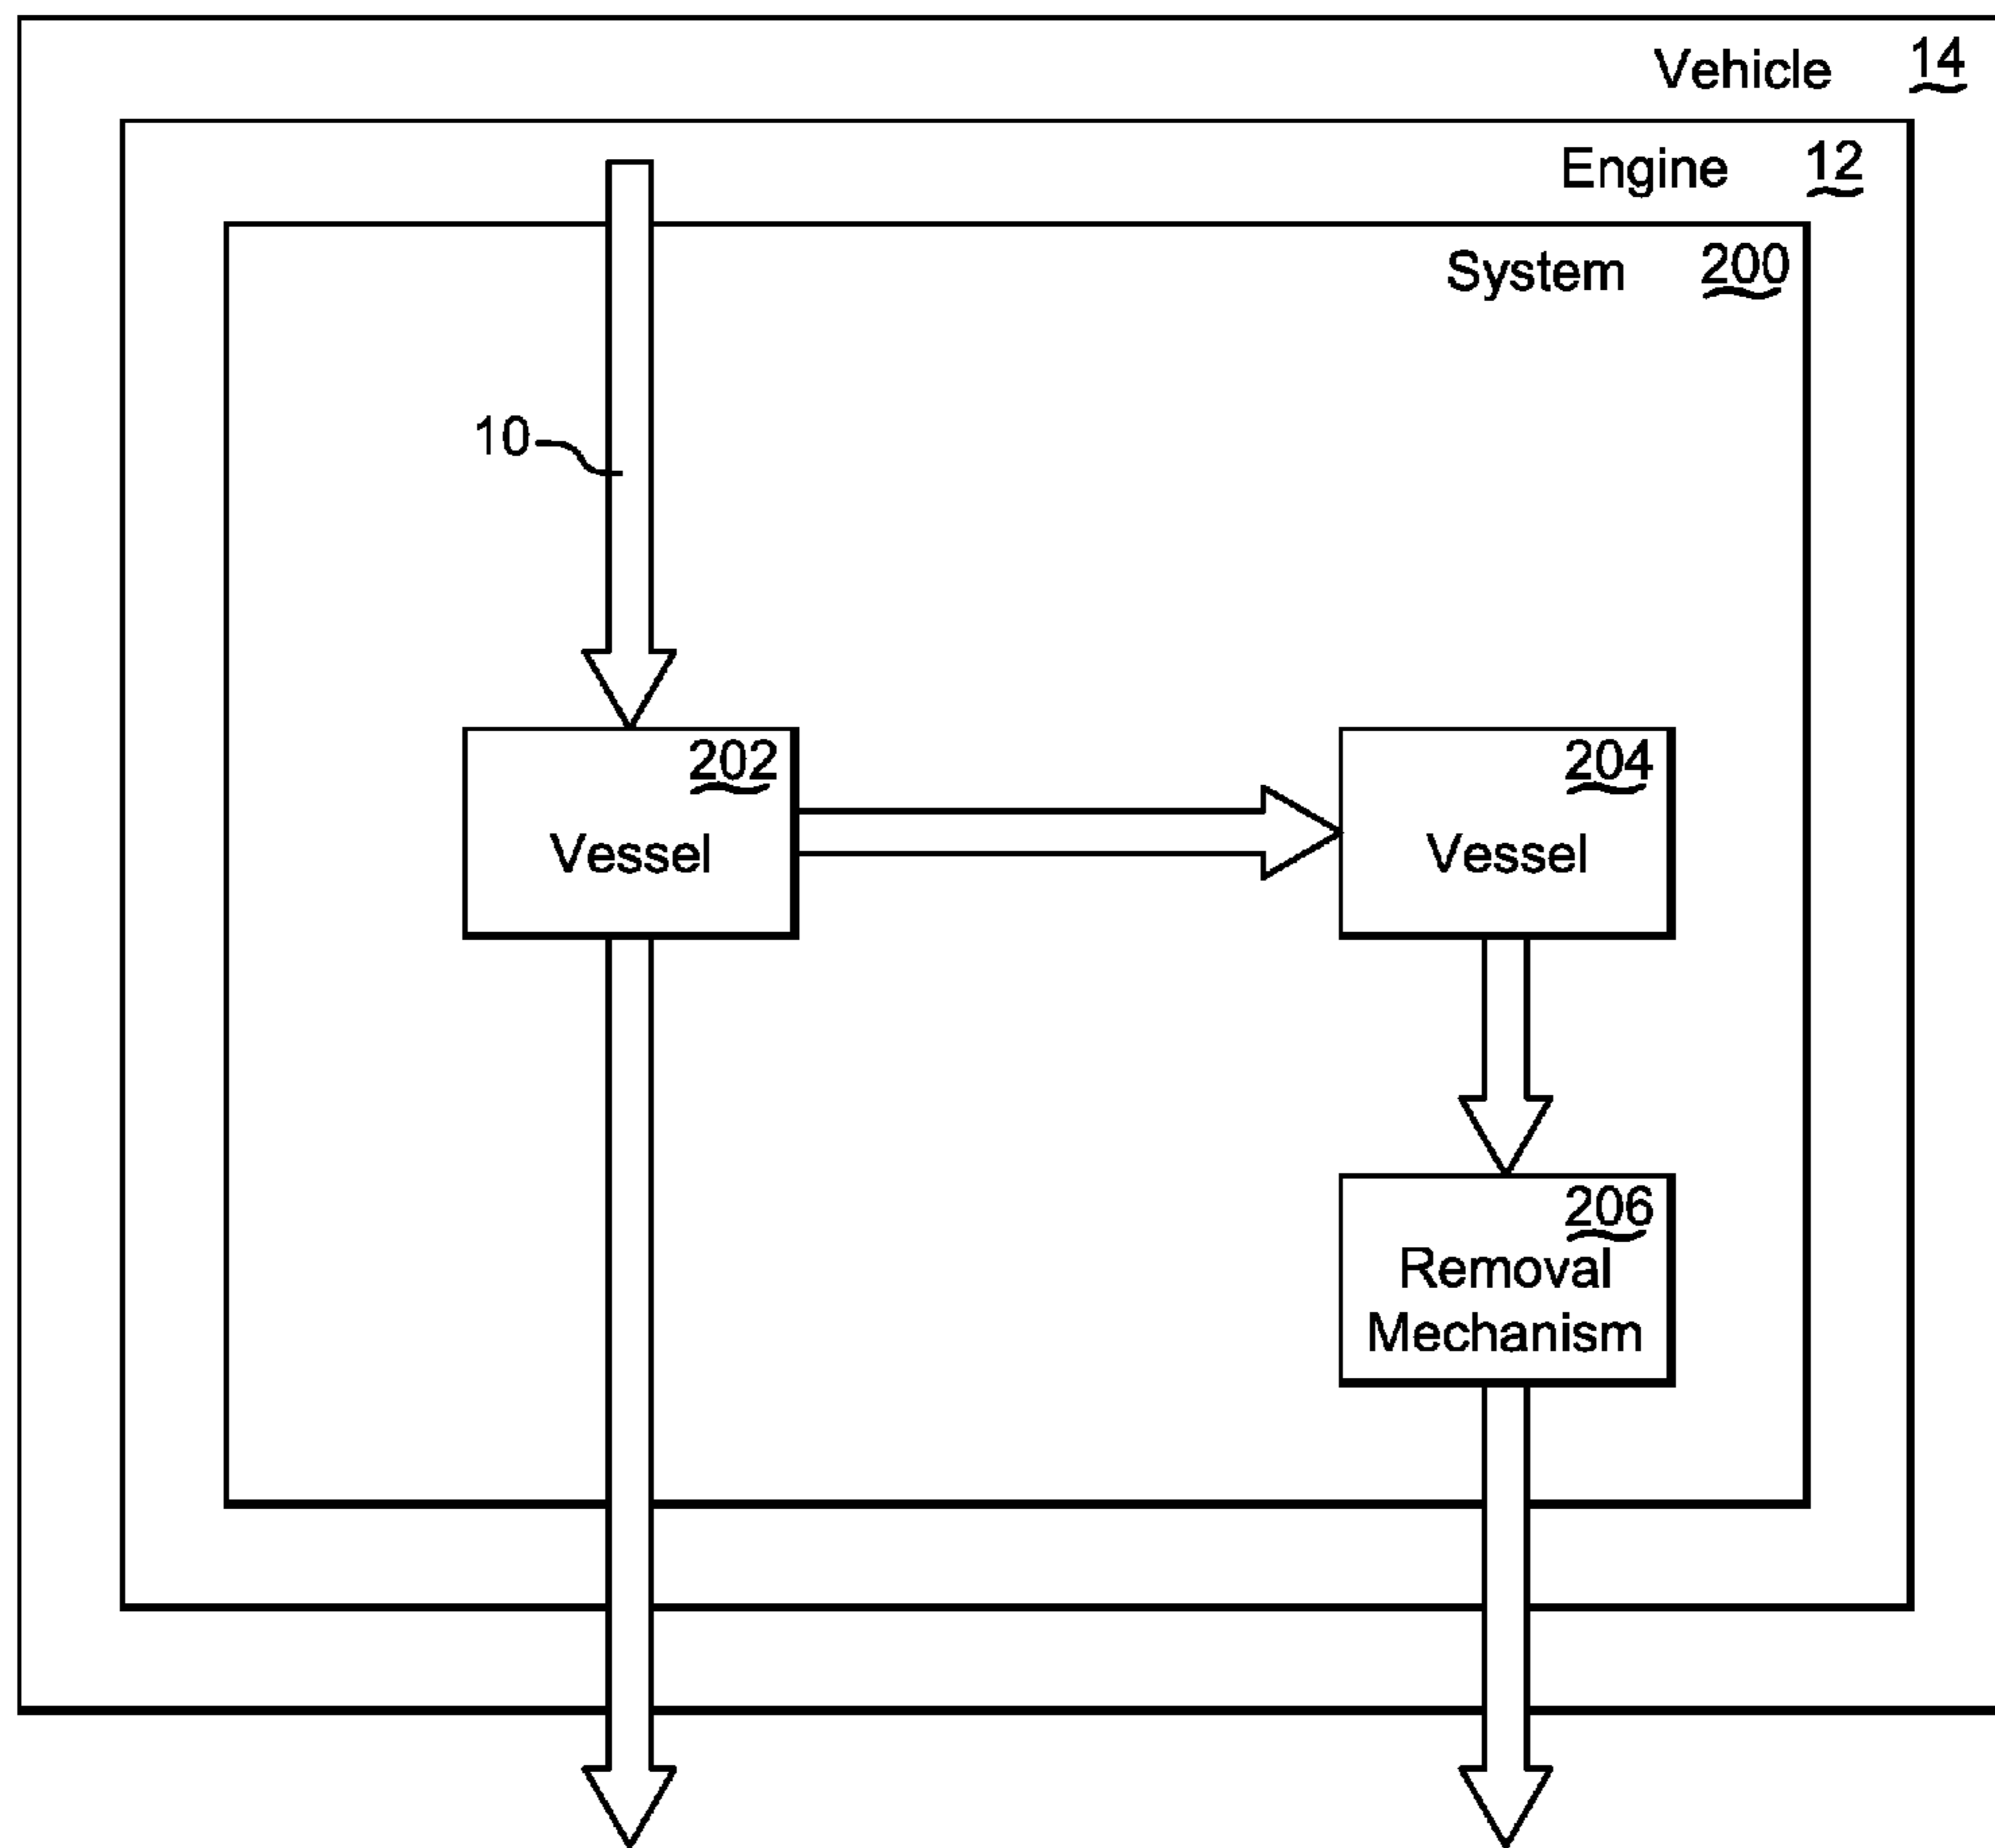 Vehicle 14
Engine 12
System 200
10
202
Vessel
204
Vessel
206
Removal
Mechanism